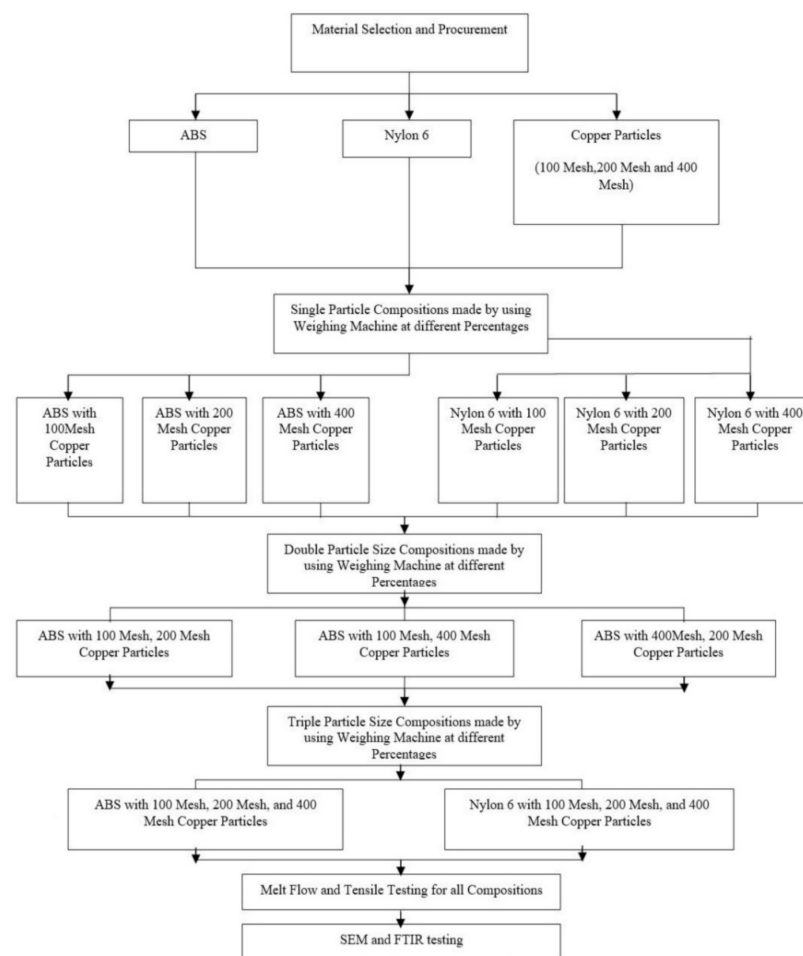 Material Selection and Procurement
ABS
Nylon 6
Copper Particles
(100 Mesh,200 Mesh and 400
Mesh)
Single Particle Compositions made by using
Weighing Machine at different Percentages
ABS with
100Mesh
Copper
Particles
ABS with 200
Mesh Copper
Particles
ABS with 400
Mesh Copper
Particles
Nylon 6 with 100
Mesh Copper
Particles
Nylon 6 with 200
Mesh Copper
Particles
Nylon 6 with 400
Mesh Copper
Particles
Double Particle Size Compositions made by
using Weighing Machine at different
Percentages
ABS with 100 Mesh, 200 Mesh
Copper Particles
ABS with 100 Mesh, 400 Mesh
Copper Particles
ABS with 400Mesh, 200 Mesh
Copper Particles
Triple Particle Size Compositions made by
using Weighing Machine at different
Percentages
ABS with 100 Mesh, 200 Mesh, and 400
Mesh Copper Particles
Nylon 6 with 100 Mesh, 200 Mesh, and 400
Mesh Copper Particles
Melt Flow and Tensile Testing for all Compositions
SEM and FTIR testing